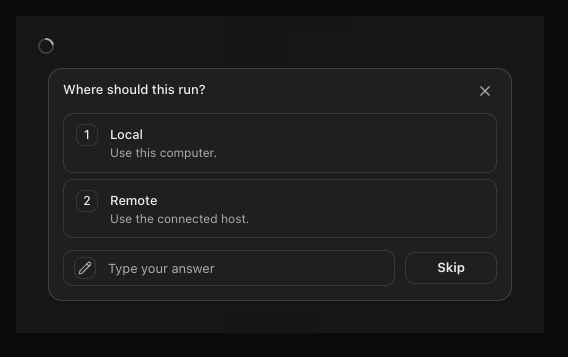 Where should this run?
1 Local
Use this computer.
2 Remote
Use the connected host.
Type your answer Skip